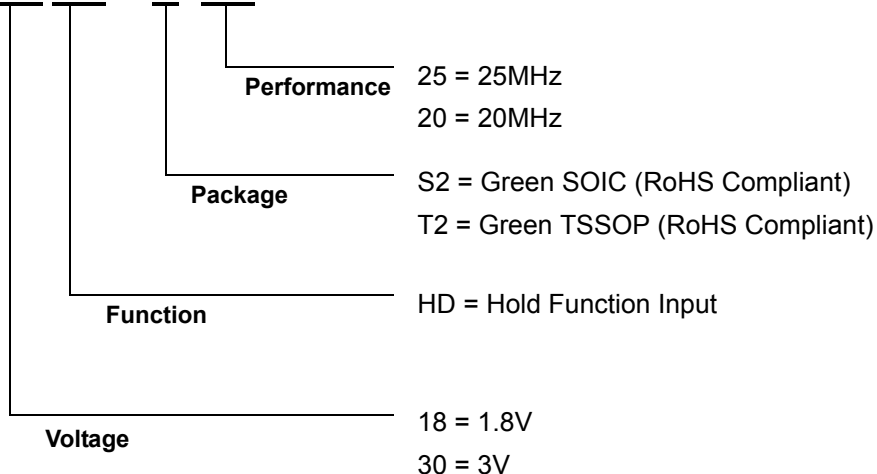 Performance
25 = 25MHz
20 = 20MHz
Package
S2 = Green SOIC (RoHS Compliant)
T2 = Green TSSOP (RoHS Compliant)
Function
HD = Hold Function Input
Voltage
18 = 1.8V
30 = 3V